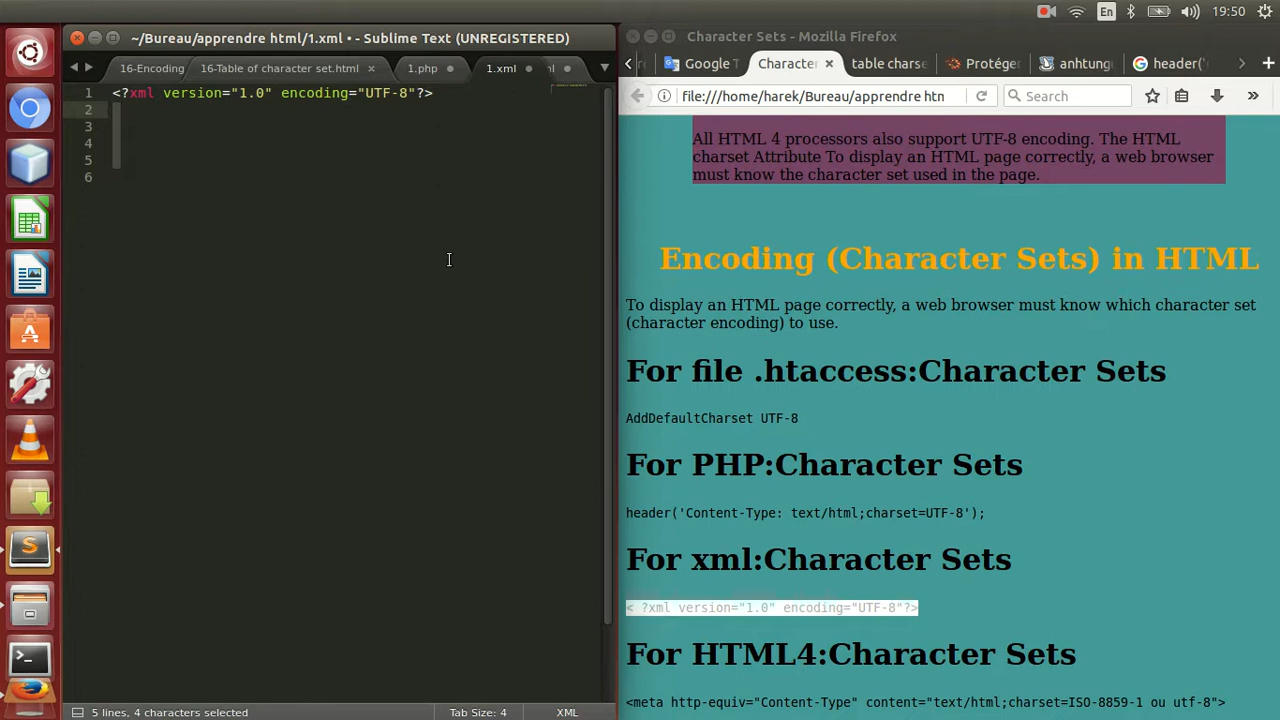 ~/Bureau/apprendre html/1.xml • - Sublime Text (UNREGISTERED)
Character Sets - Mozilla Firefox
En
19:50
16-Encoding
16-Table of character set.html
1.php
1.xml
Google T
Character
table charse
Protégé
anhtung
header('
file:///home/harek/Bureau/apprendre htn
Search
1 <?xml version="1.0" encoding="UTF-8"?>
2
3
4
5
6
All HTML 4 processors also support UTF-8 encoding. The HTML
charset Attribute To display an HTML page correctly, a web browser
must know the character set used in the page.
Encoding (Character Sets) in HTML
To display an HTML page correctly, a web browser must know which character set
(character encoding) to use.
For file .htaccess:Character Sets
AddDefaultCharset UTF-8
For PHP:Character Sets
header('Content-Type: text/html;charset=UTF-8');
For xml:Character Sets
< ?xml version="1.0" encoding="UTF-8"?>
For HTML4:Character Sets
<meta http-equiv="Content-Type" content="text/html;charset=ISO-8859-1 ou utf-8">
5 lines, 4 characters selected
Tab Size: 4
XML